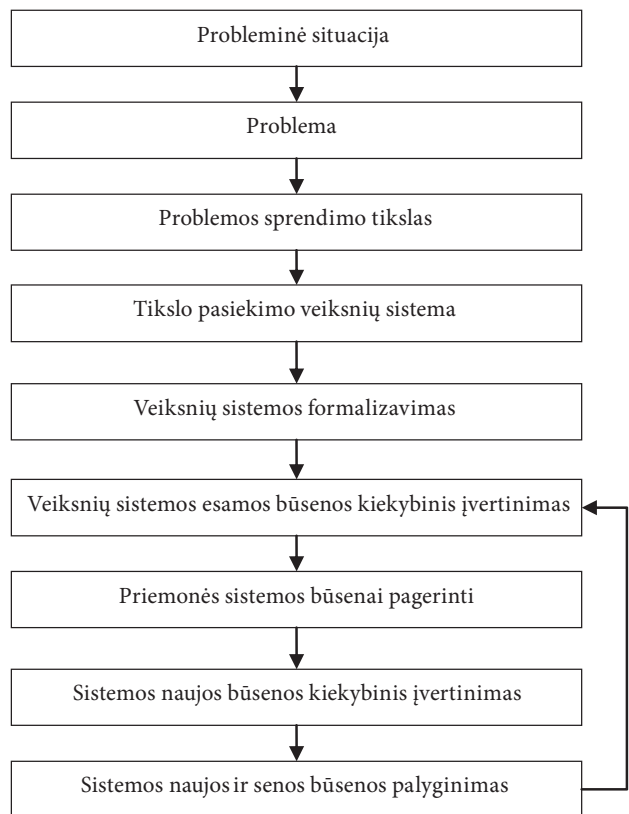 Probleminė situacija
Problema
Problemos sprendimo tikslas
Tikslo pasiekimo veiksnių sistema
Veiksnių sistemos formalizavimas
Veiksnių sistemos esamos būsenos kiekybinis įvertinimas
Priemonės sistemos būsenai pagerinti
Sistemos naujos būsenos kiekybinis įvertinimas
Sistemos naujos ir senos būsenos palyginimas